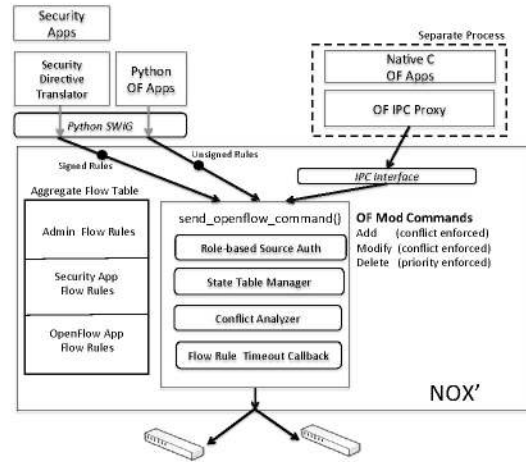 Security
Apps
Security
Directive
Translator
Python
OF Apps
Python SWiG
Separate Process
Native C
OF Apps
OF IPC Proxy
Signed Rules
Unsigned Rules
IPC Interface
Aggregate Flow Table
Admin Flow Rules
Security App
Flow Rules
OpenFlow App
Flow Rules
send_openflow_command()
Role-based Source Auth
State Table Manager
Conflict Analyzer
Flow Rule Timeout Callback
OF Mod Commands
Add (conflict enforced)
Modify (conflict enforced)
Delete (priority enforced)
NOX'